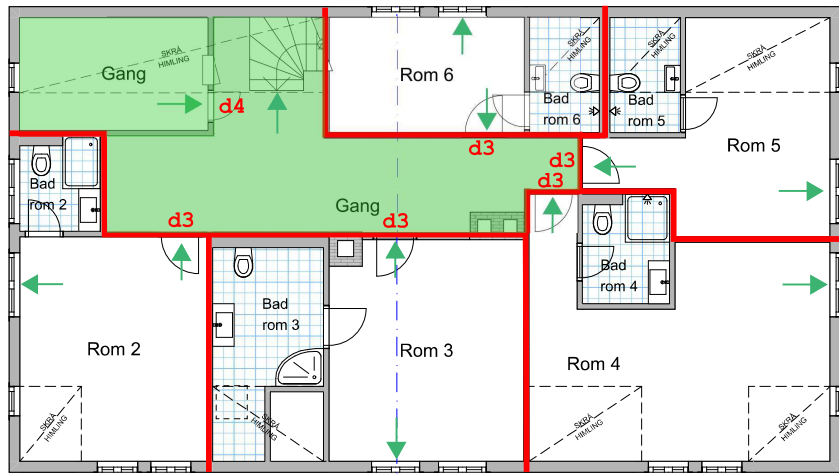 SKRÅ
HIMLING
Gang
d4
Rom 6
SKRÅ
HIMLING
Bad
rom 6
SKRÅ
HIMLING
Bad
rom 5
SKRÅ
HIMLING
Rom 5
d3
d3
d3
Bad
rom 2
d3
Gang
d3
Bad
rom 3
Bad
rom 4
Rom 2
Rom 3
Rom 4
SKRÅ
HIMLING
SKRÅ
HIMLING
SKRÅ
HIMLING
SKRÅ
HIMLING